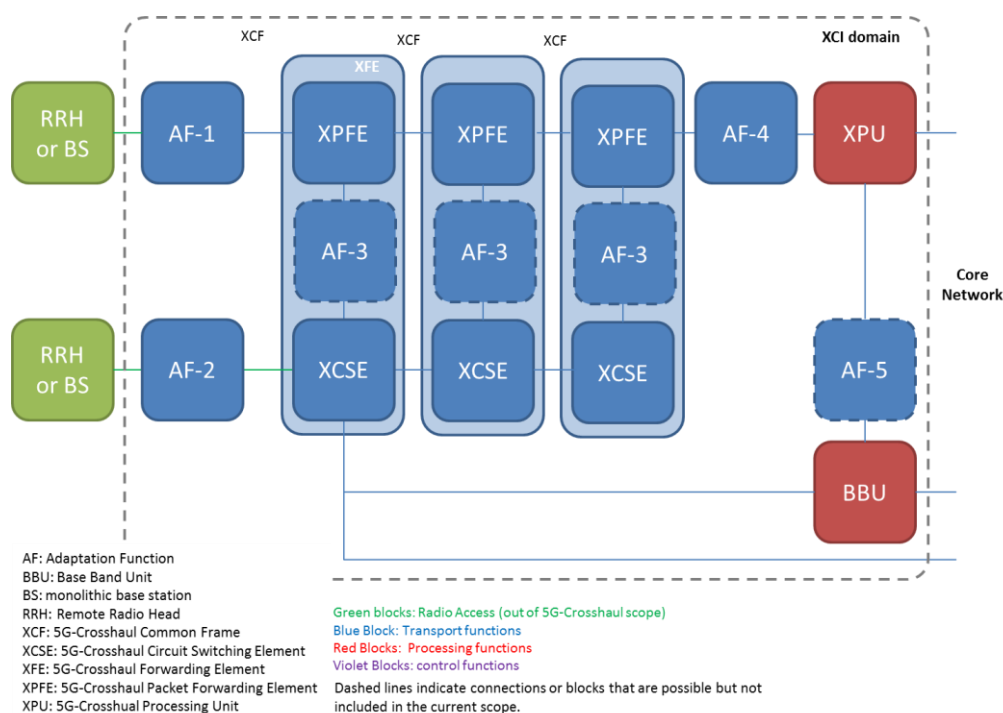 XCF
XCF
XCF
XCI domain
XFE
RRH
or BS
AF-1
XPFE
XPFE
XPFE
AF-4
XPU
AF-3
AF-3
AF-3
Core
Network
RRH
or BS
AF-2
XCSE
XCSE
XCSE
AF-5
BBU
AF: Adaptation Function
BBU: Base Band Unit
BS: monolithic base station
RRH: Remote Radio Head
XCF: 5G-Crosshaul Common Frame
XCSE: 5G-Crosshaul Circuit Switching Element
XFE: 5G-Crosshaul Forwarding Element
XPFE: 5G-Crosshaul Packet Forwarding Element
XPU: 5G-Crosshual Processing Unit
Green blocks: Radio Access (out of 5G-Crosshaul scope)
Blue Block: Transport functions
Red Blocks: Processing functions
Violet Blocks: control functions
Dashed lines indicate connections or blocks that are possible but not
included in the current scope.